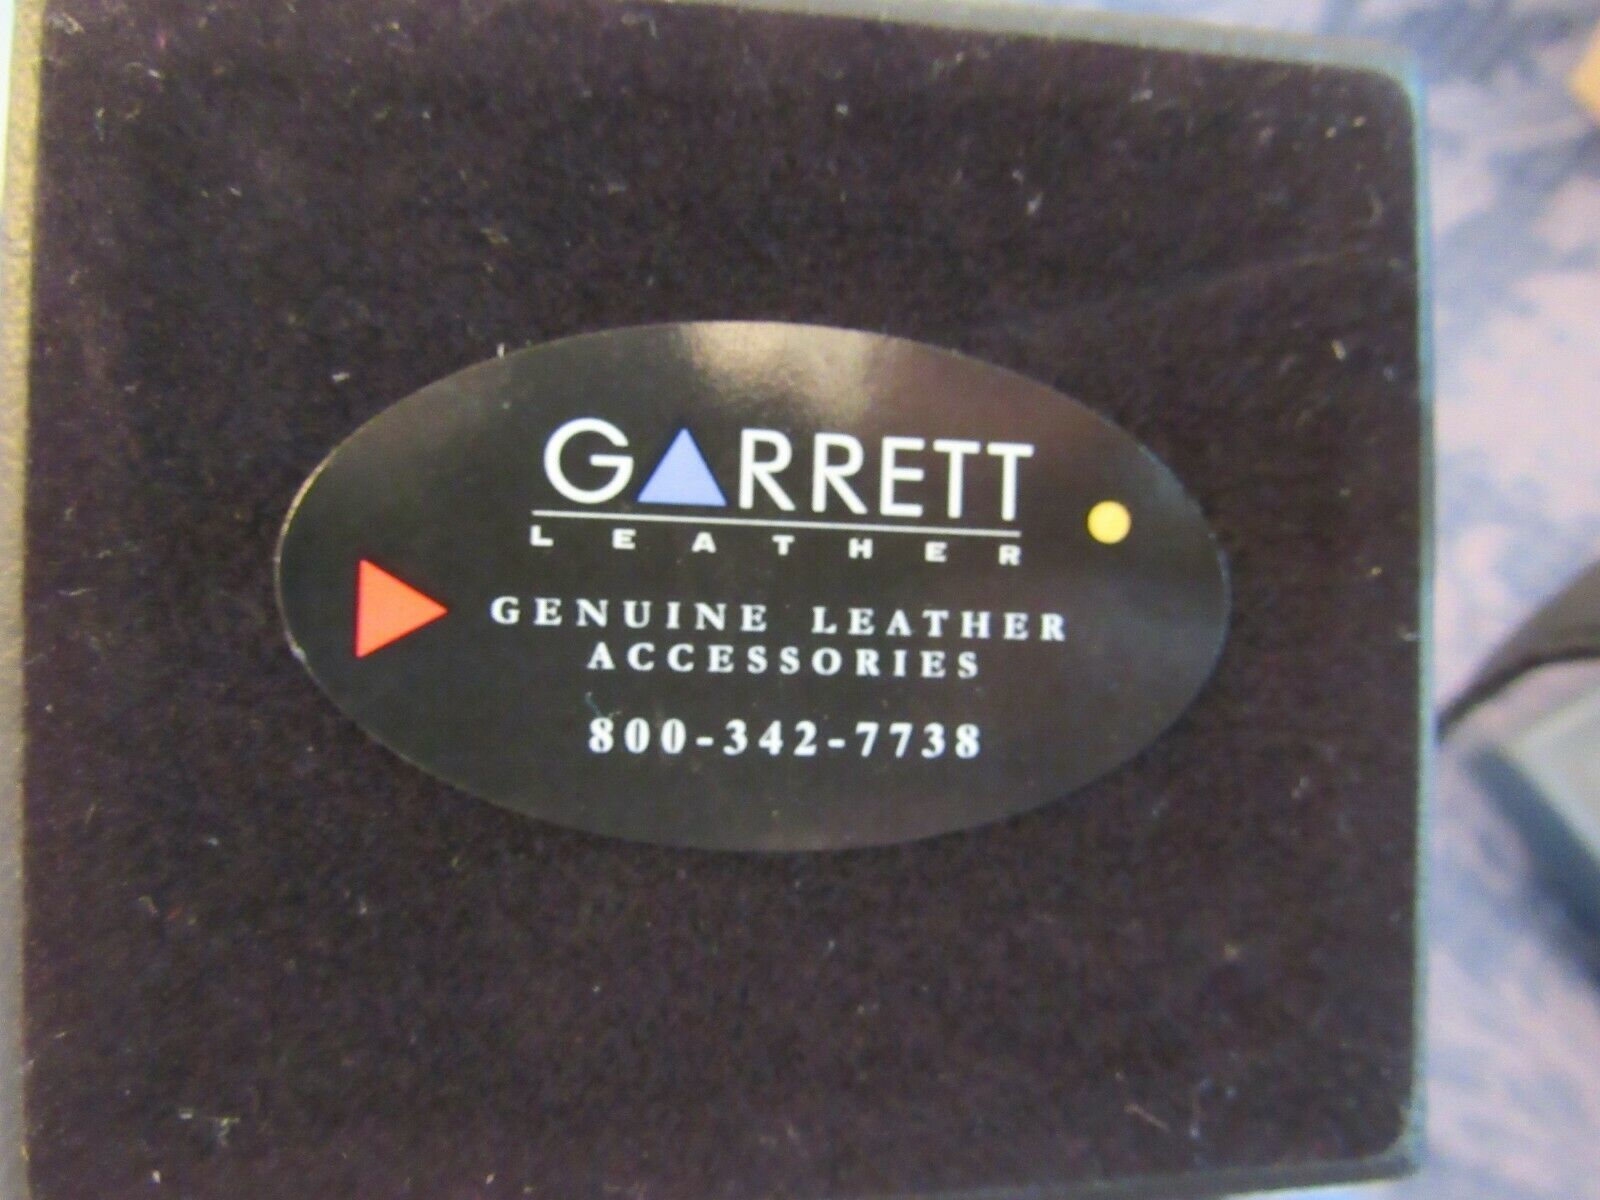 GARRETT
LEATHER
GENUINE LEATHER
ACCESSORIES
800-342-7738